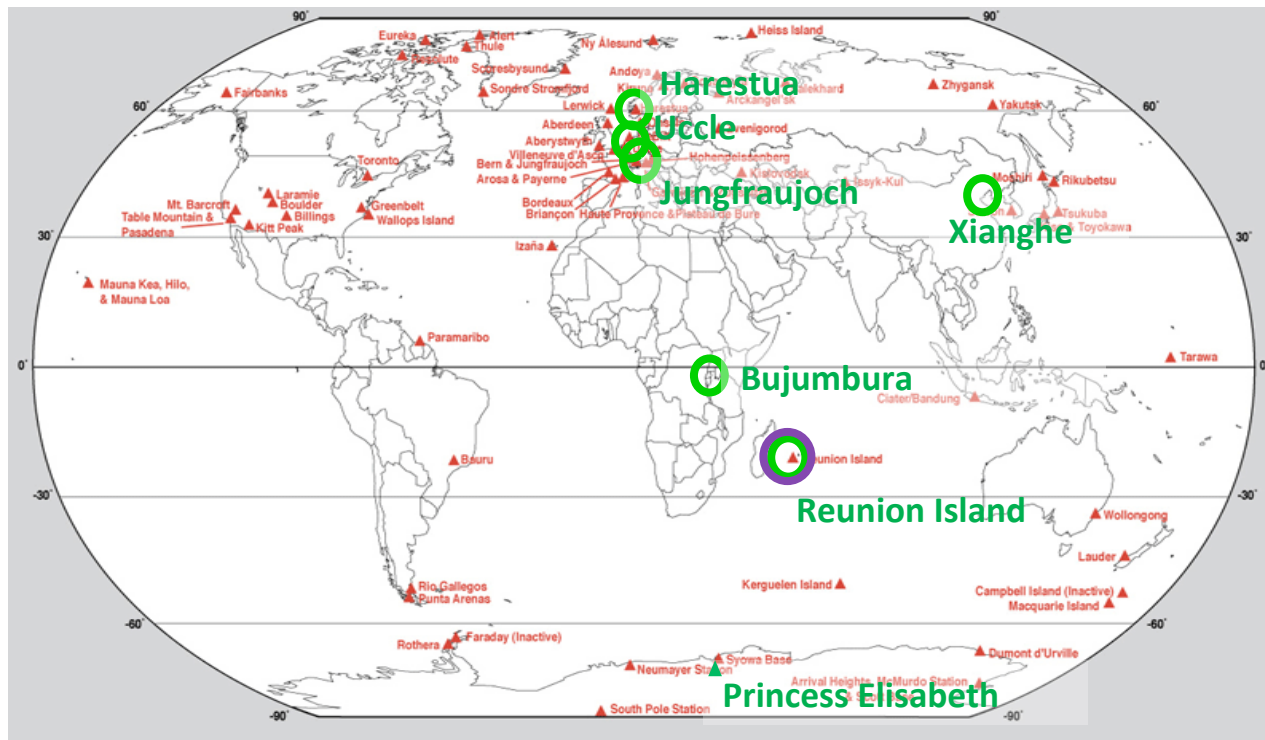 90°
90°
Eureka
Alert
Thule
Resolute
Ny Ålesund
Heiss Island
Scoresbysund
Andoya
Harestua
Zhygansk
Fairbanks
Sondre Stromfjord
Arckangel'sk
60°
60°
Lerwick
Yakutsk
Aberdeen
Uccle
Aberystwyth
Villeneuve d'Ascq
Hohenpeissenberg
Toronto
Bern & Jungfraujoch
Kislovodsk
Issyk-Kul
Moshiri
Rikubetsu
Arosa & Payerne
Jungfraujoch
Laramie
Boulder
Mt. Barcroft
Billings
Greenbelt
Bordeaux
Table Mountain &
Pasadena
Wallops Island
Briançon
Haute Provence & Plateau de Bure
Tsukuba
& Toyokawa
Kitt Peak
Xianghe
30°
30°
Izaña
Mauna Kea, Hilo,
& Mauna Loa
Paramaribo
Tarawa
0°
Bujumbura
Ciater/Bandung
Bauru
Reunion Island
-30°
-30°
Reunion Island
Wollongong
Lauder
Rio Gallegos
Punta Arenas
Kerguelen Island
Campbell Island (Inactive)
Macquarie Island
-60°
-60°
Faraday (Inactive)
Rothera
Dumont d'Urville
Syowa Base
Neumayer Station
Arrival Heights, McMurdo Station
Princess Elisabeth
South Pole Station
-90°
-90°